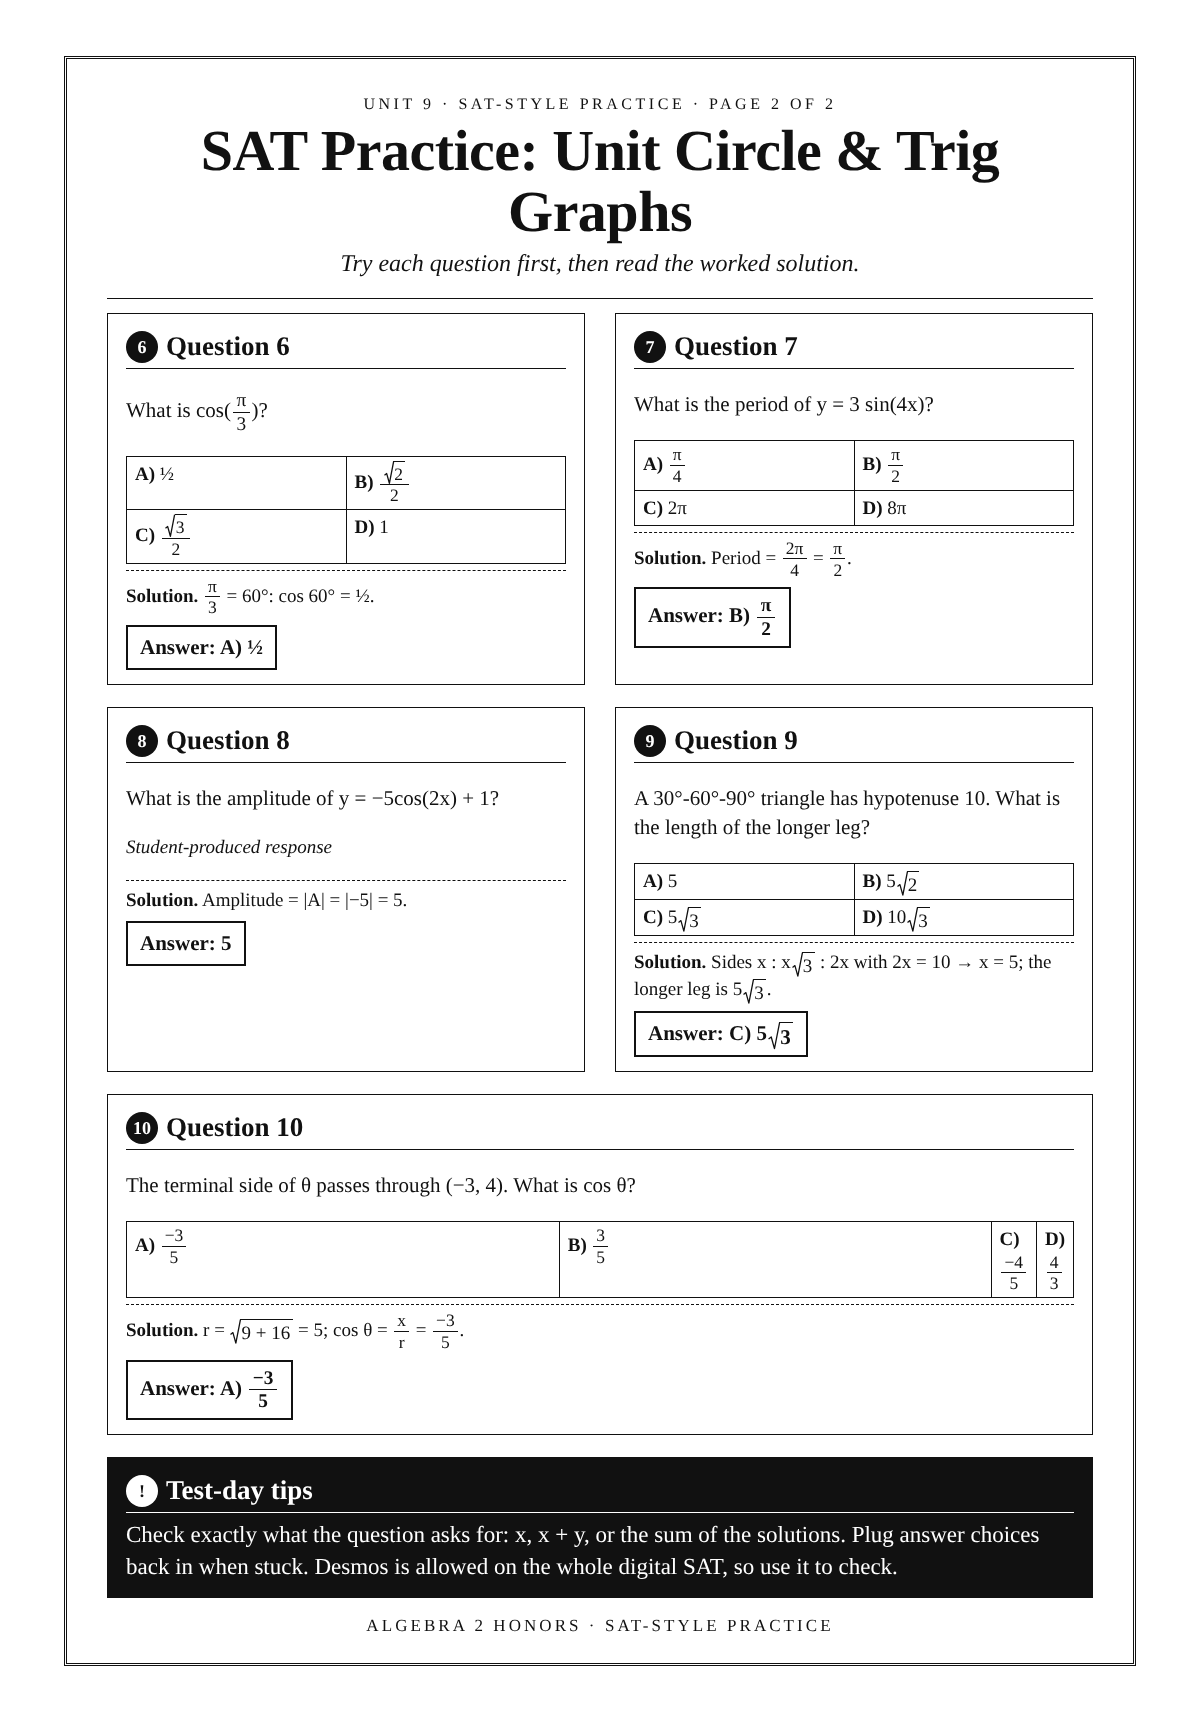 UNIT 9 · SAT-STYLE PRACTICE · PAGE 2 OF 2
SAT Practice: Unit Circle & Trig
Graphs
Try each question first, then read the worked solution.
6 Question 6
What is cos(π/3)?
A) ½
B) √2/2
C) √3/2
D) 1
Solution. π/3 = 60°: cos 60° = ½.
Answer: A) ½
7 Question 7
What is the period of y = 3 sin(4x)?
A) π/4
B) π/2
C) 2π
D) 8π
Solution. Period = 2π/4 = π/2.
Answer: B) π/2
8 Question 8
What is the amplitude of y = −5cos(2x) + 1?
Student-produced response
Solution. Amplitude = |A| = |−5| = 5.
Answer: 5
9 Question 9
A 30°-60°-90° triangle has hypotenuse 10. What is
the length of the longer leg?
A) 5
B) 5√2
C) 5√3
D) 10√3
Solution. Sides x : x√3 : 2x with 2x = 10 → x = 5; the
longer leg is 5√3.
Answer: C) 5√3
10 Question 10
The terminal side of θ passes through (−3, 4). What is cos θ?
A) −3/5
B) 3/5
C) −4/5
D) 4/3
Solution. r = √(9 + 16) = 5; cos θ = x/r = −3/5.
Answer: A) −3/5
! Test-day tips
Check exactly what the question asks for: x, x + y, or the sum of the solutions. Plug answer choices
back in when stuck. Desmos is allowed on the whole digital SAT, so use it to check.
ALGEBRA 2 HONORS · SAT-STYLE PRACTICE